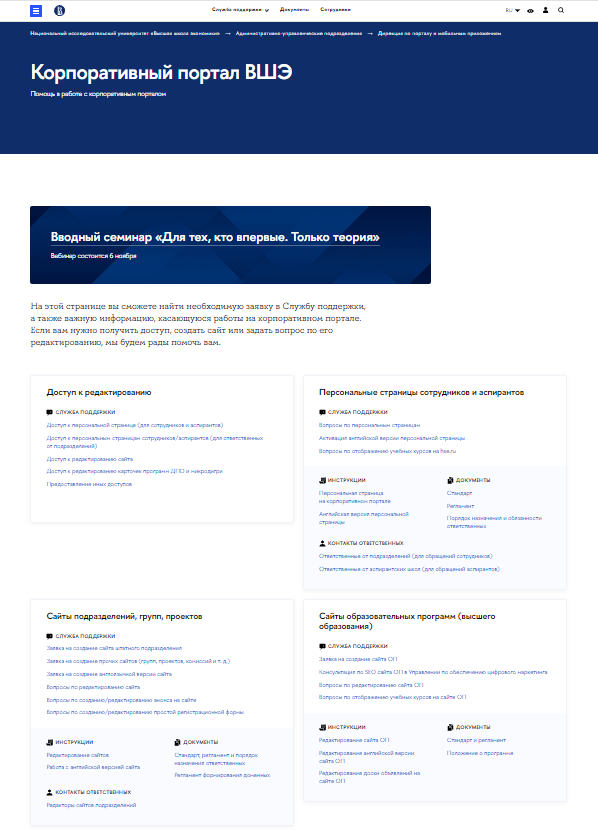 Служба поддержки Документы Сотрудники
RU
Национальный исследовательский университет «Высшая школа экономики» → Административно-управленческие подразделения → Дирекция по порталу и мобильным приложениям
Корпоративный портал ВШЭ
Помощь в работе с корпоративным порталом
Вводный семинар «Для тех, кто впервые. Только теория»
Вебинар состоится 6 ноября
На этой странице вы сможете найти необходимую заявку в Службу поддержки,
а также важную информацию, касающуюся работы на корпоративном портале.
Если вам нужно получить доступ, создать сайт или задать вопрос по его
редактированию, мы будем рады помочь вам.
Доступ к редактированию
СЛУЖБА ПОДДЕРЖКИ
Доступ к персональной странице (для сотрудников и аспирантов)
Доступ к персональным страницам сотрудников/аспирантов (для ответственных
от подразделений)
Доступ к редактированию сайта
Доступ к редактированию карточек программ ДПО и микродегри
Предоставление иных доступов
Персональные страницы сотрудников и аспирантов
СЛУЖБА ПОДДЕРЖКИ
Вопросы по персональным страницам
Активация английской версии персональной страницы
Вопросы по отображению учебных курсов на hse.ru
ИНСТРУКЦИИ
Персональная страница
на корпоративном портале
Английская версия персональной
страницы
ДОКУМЕНТЫ
Стандарт
Регламент
Порядок назначения и обязанности
ответственных
КОНТАКТЫ ОТВЕТСТВЕННЫХ
Ответственные от подразделений (для обращений сотрудников)
Ответственные от аспирантских школ (для обращений аспирантов)
Сайты подразделений, групп, проектов
СЛУЖБА ПОДДЕРЖКИ
Заявка на создание сайта штатного подразделения
Заявка на создание прочих сайтов (групп, проектов, комиссий и т. д.)
Заявка на создание англоязычной версии сайта
Вопросы по редактированию сайта
Вопросы по созданию/редактированию анонса на сайте
Вопросы по созданию/редактированию простой регистрационной формы
ИНСТРУКЦИИ
Редактирование сайтов
Работа с английской версией сайта
ДОКУМЕНТЫ
Стандарт, регламент и порядок
назначения ответственных
Регламент формирования доменных
КОНТАКТЫ ОТВЕТСТВЕННЫХ
Редакторы сайтов подразделений
Сайты образовательных программ (высшего
образования)
СЛУЖБА ПОДДЕРЖКИ
Заявка на создание сайта ОП
Консультация по SEO сайта ОП в Управлении по обеспечению цифрового маркетинга
Вопросы по редактированию сайта ОП
Вопросы по отображению учебных курсов на сайте ОП
ИНСТРУКЦИИ
Редактирование сайта ОП
Редактирование английской версии
сайта ОП
Редактирование доски объявлений на
сайте ОП
ДОКУМЕНТЫ
Стандарт и регламент
Положение о программе